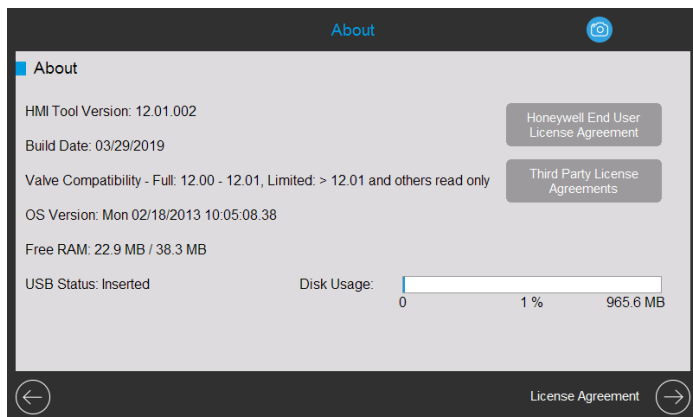 About
About
HMI Tool Version: 12.01.002
Honeywell End User
License Agreement
Build Date: 03/29/2019
Valve Compatibility - Full: 12.00 - 12.01, Limited: > 12.01 and others read only
Third Party License
Agreements
OS Version: Mon 02/18/2013 10:05:08.38
Free RAM: 22.9 MB / 38.3 MB
USB Status: Inserted
Disk Usage:
0
1 %
965.6 MB
License Agreement